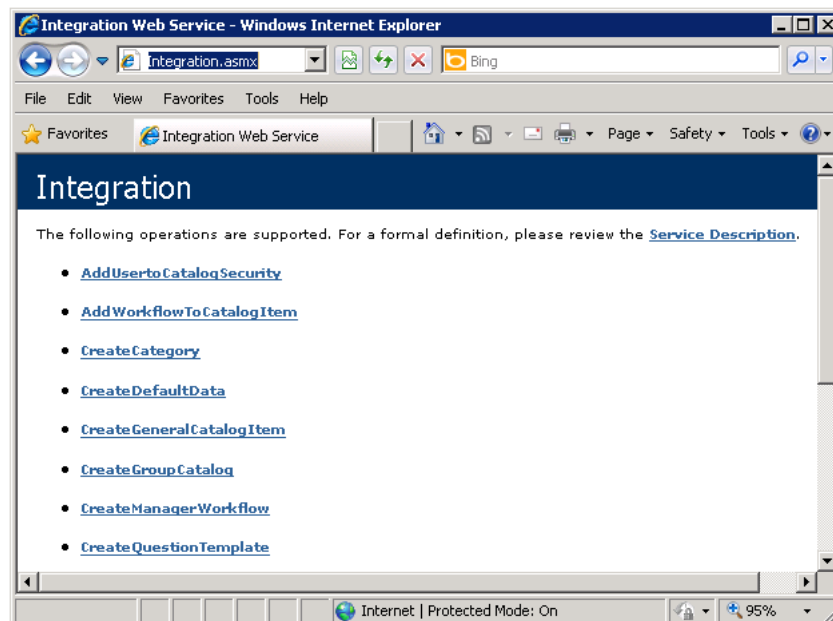 Integration Web Service - Windows Internet Explorer
Integration.asmx
Bing
File Edit View Favorites Tools Help
Favorites Integration Web Service Page Safety Tools
Integration
The following operations are supported. For a formal definition, please review the Service Description.
AddUsertoCatalogSecurity
AddWorkflowToCatalogItem
CreateCategory
CreateDefaultData
CreateGeneralCatalogItem
CreateGroupCatalog
CreateManagerWorkflow
CreateQuestionTemplate
Internet | Protected Mode: On 95%